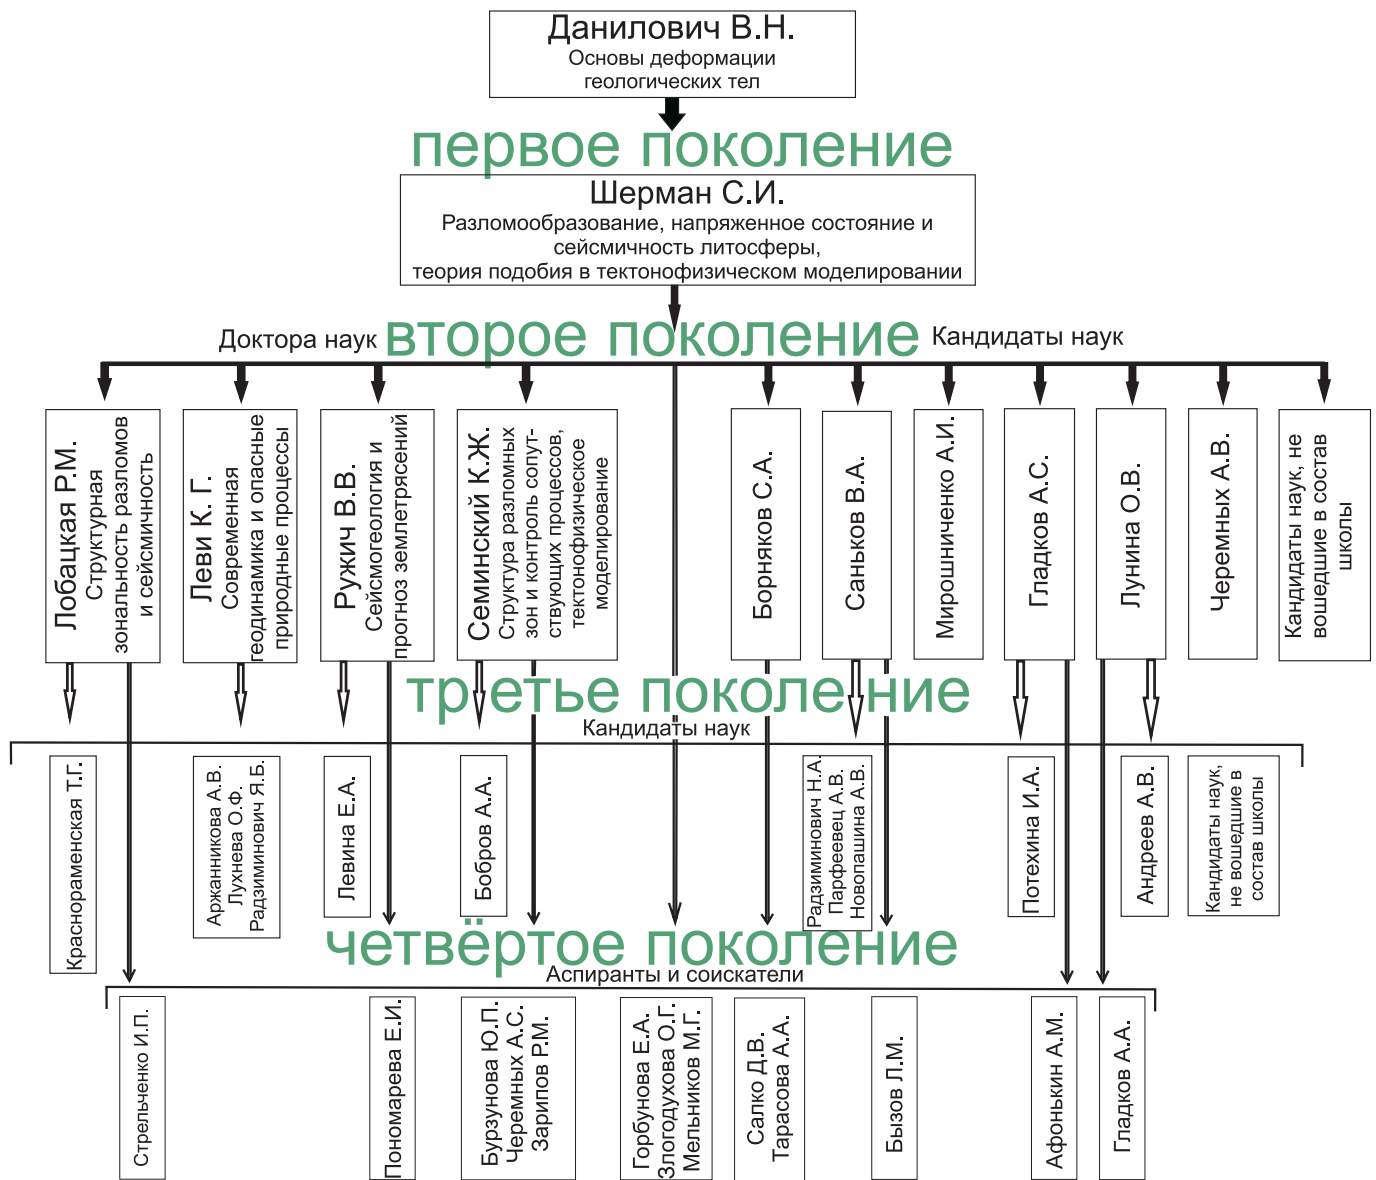 Данилович В.Н.
Основы деформации
геологических тел
первое поколение
Шерман С.И.
Разломообразование, напряженное состояние и
сейсмичность литосферы,
теория подобия в тектонофизическом моделировании
Доктора наук
второе поколение
Кандидаты наук
Лобацкая Р.М.
Структурная
зональность разломов
и сейсмичность
Леви К. Г.
Современная
геодинамика и опасные
природные процессы
Ружич В.В.
Сейсмогеология и
прогноз землетрясений
Семинский К.Ж.
Структура разломных
зон и контроль сопут-
ствующих процессов,
тектонофизическое
моделирование
Борняков С.А.
Саньков В.А.
Мирошниченко А.И.
Гладков А.С.
Лунина О.В.
Черемных А.В.
Кандидаты наук, не
вошедшие в состав
школы
третье поколение
Кандидаты наук
Краснораменская Т.Г.
Аржанникова А.В.
Лухнева О.Ф.
Радзиминович Я.Б.
Левина Е.А.
Бобров А.А.
Радзиминович Н.А.
Парфеевец А.В.
Новопашина А.В.
Потехина И.А.
Андреев А.В.
Кандидаты наук,
не вошедшие в
состав школы
четвёртое поколение
Аспиранты и соискатели
Стрельченко И.П.
Пономарева Е.И.
Бурзунова Ю.П.
Черемных А.С.
Зарипов Р.М.
Горбунова Е.А.
Злогодухова О.Г.
Мельников М.Г.
Салко Д.В.
Тарасова А.А.
Бызов Л.М.
Афонькин А.М.
Гладков А.А.